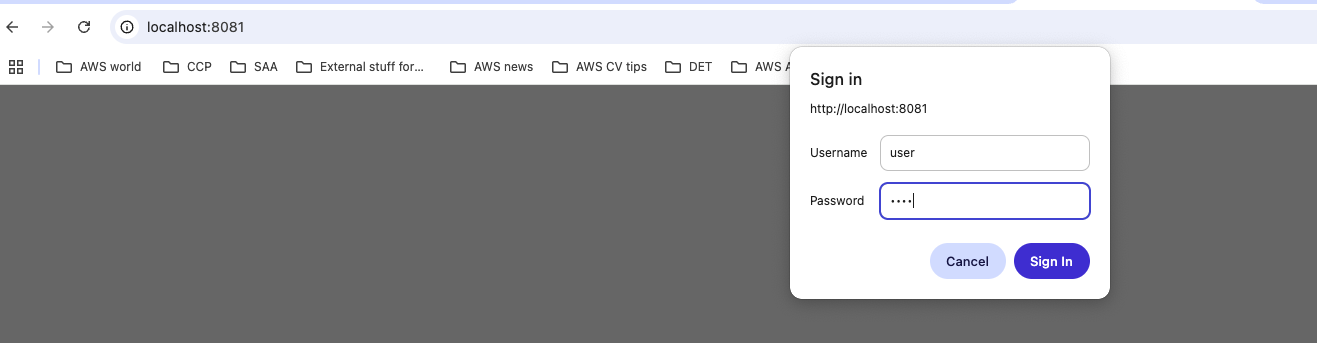 localhost:8081
AWS world CCP SAA External stuff for... AWS news AWS CV tips DET AWS A
Sign in
http://localhost:8081
Username user
Password ••••
Cancel Sign In